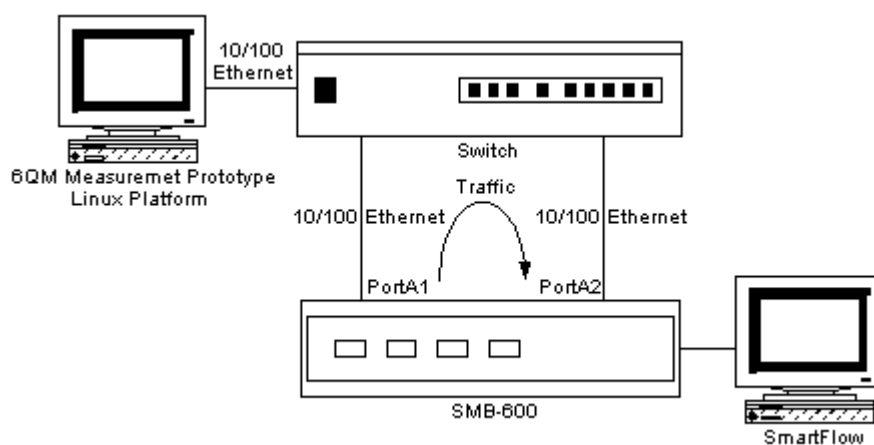 10/100
Ethernet
Switch
6QM Measuremet Prototype
Linux Platform
Traffic
10/100 Ethernet
10/100 Ethernet
PortA1
PortA2
SMB-600
SmartFlow